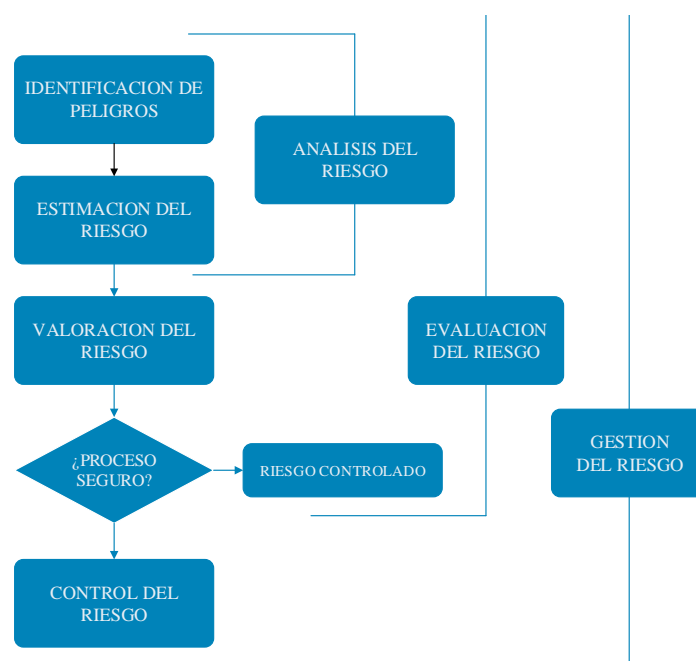 IDENTIFICACION DE
PELIGROS
ANALISIS DEL
RIESGO
ESTIMACION DEL
RIESGO
VALORACION DEL
RIESGO
EVALUACION
DEL RIESGO
¿PROCESO
SEGURO?
RIESGO CONTROLADO
GESTION
DEL RIESGO
CONTROL DEL
RIESGO